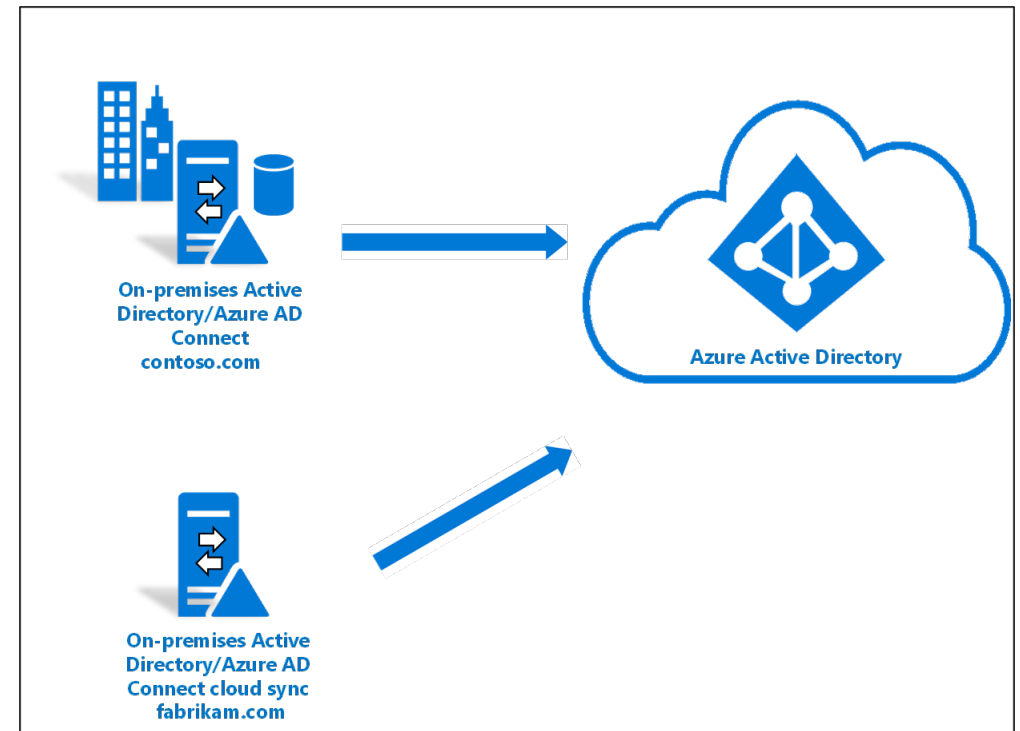 On-premises Active
Directory/Azure AD
Connect
contoso.com
Azure Active Directory
On-premises Active
Directory/Azure AD
Connect cloud sync
fabrikam.com